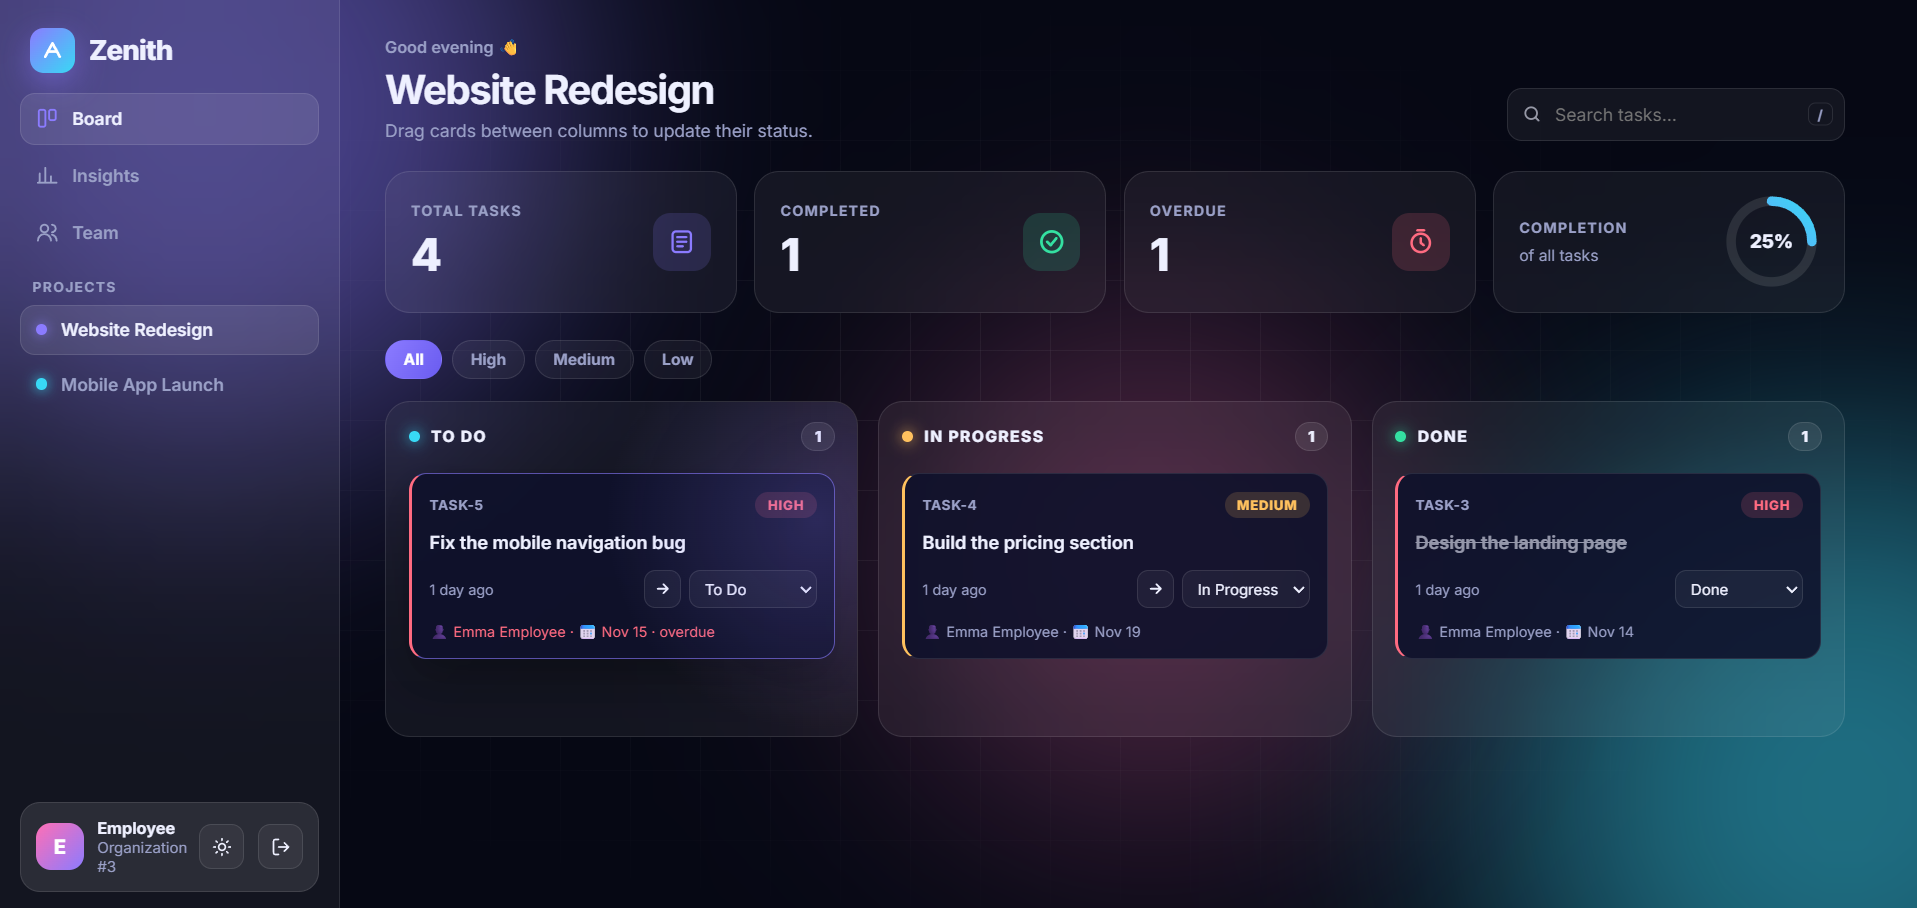 Zenith
Board
Insights
Team
PROJECTS
Website Redesign
Mobile App Launch
E
Employee
Organization
#3
Good evening 👋
Website Redesign
Drag cards between columns to update their status.
Search tasks...
/
TOTAL TASKS
4
COMPLETED
1
OVERDUE
1
COMPLETION
of all tasks
25%
All
High
Medium
Low
TO DO
1
TASK-5
HIGH
Fix the mobile navigation bug
1 day ago
→
To Do
👤 Emma Employee · 📅 Nov 15 · overdue
IN PROGRESS
1
TASK-4
MEDIUM
Build the pricing section
1 day ago
→
In Progress
👤 Emma Employee · 📅 Nov 19
DONE
1
TASK-3
HIGH
Design the landing page
1 day ago
Done
👤 Emma Employee · 📅 Nov 14